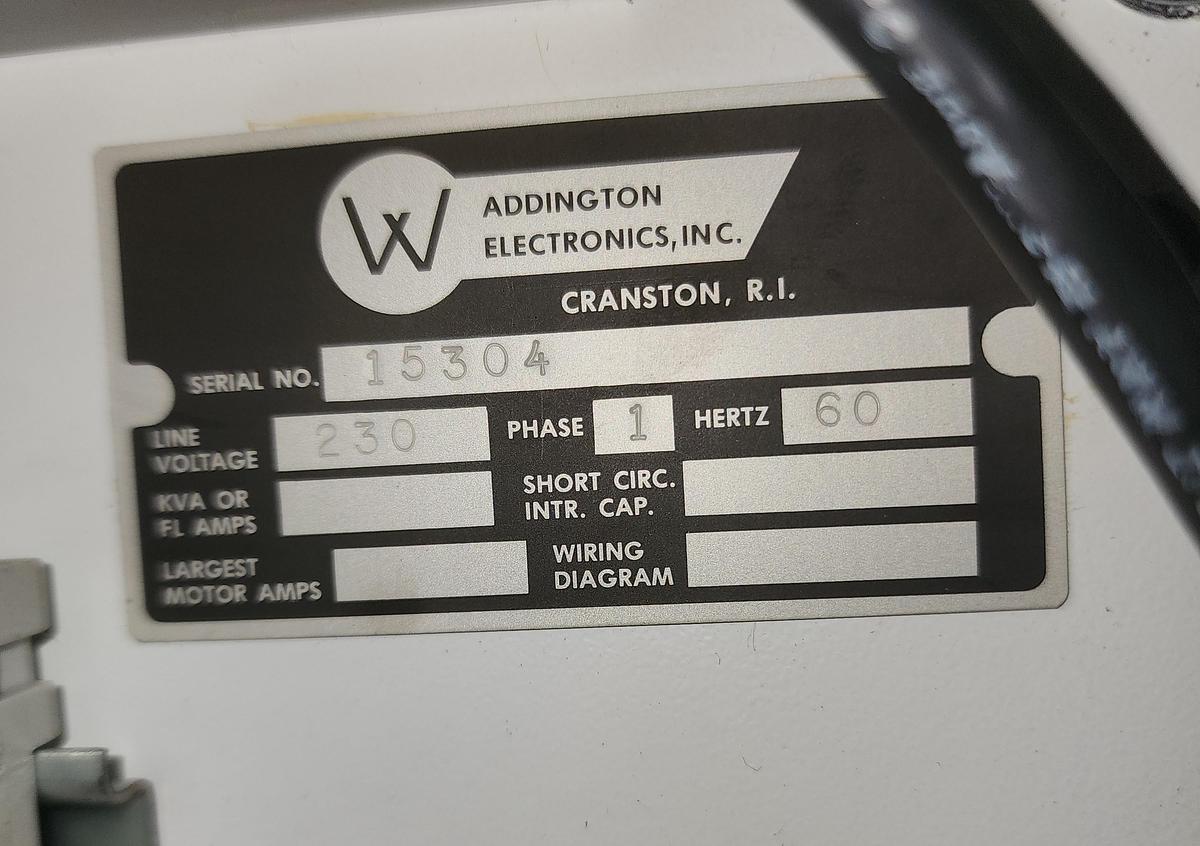 W ADDINGTON
ELECTRONICS, INC.
CRANSTON, R.I.
SERIAL NO. 15304
LINE VOLTAGE 230 PHASE 1 HERTZ 60
KVA OR FL AMPS
SHORT CIRC. INTR. CAP.
LARGEST MOTOR AMPS
WIRING DIAGRAM